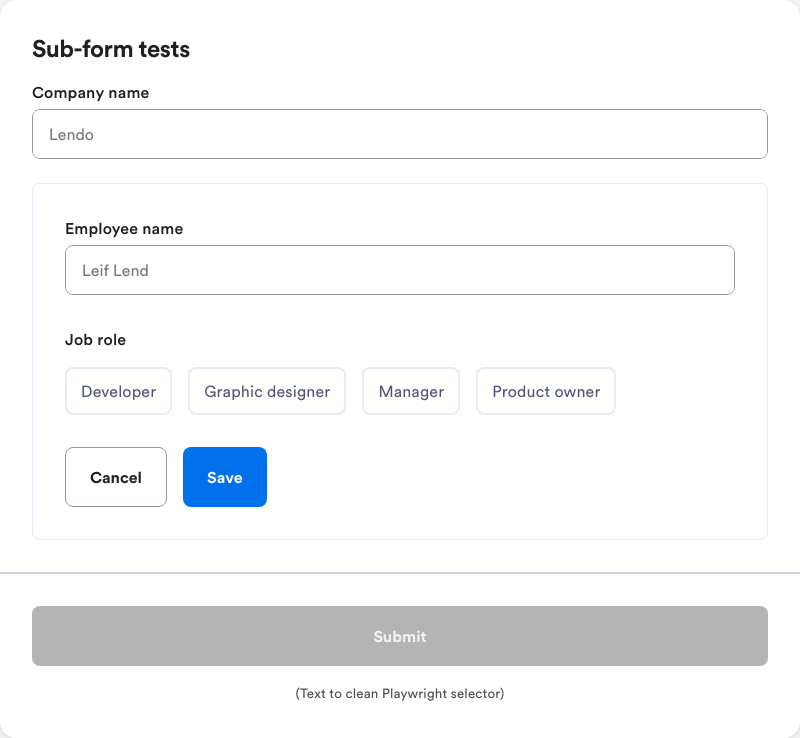 Sub-form tests
Company name
Lendo
Employee name
Leif Lend
Job role
Developer Graphic designer Manager Product owner
Cancel Save
Submit
(Text to clean Playwright selector)